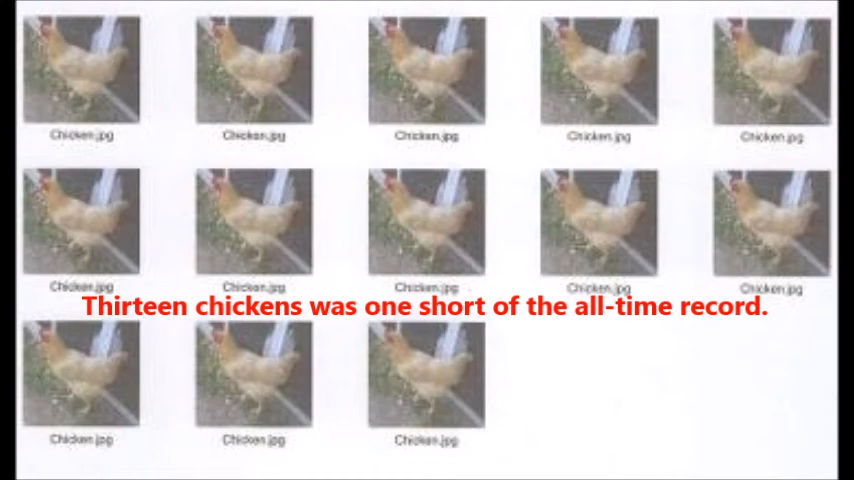 Chicken.jpg Chicken.jpg Chicken.jpg Chicken.jpg Chicken.jpg
Chicken.jpg Chicken.jpg Chicken.jpg Chicken.jpg Chicken.jpg
Thirteen chickens was one short of the all-time record.
Chicken.jpg Chicken.jpg Chicken.jpg